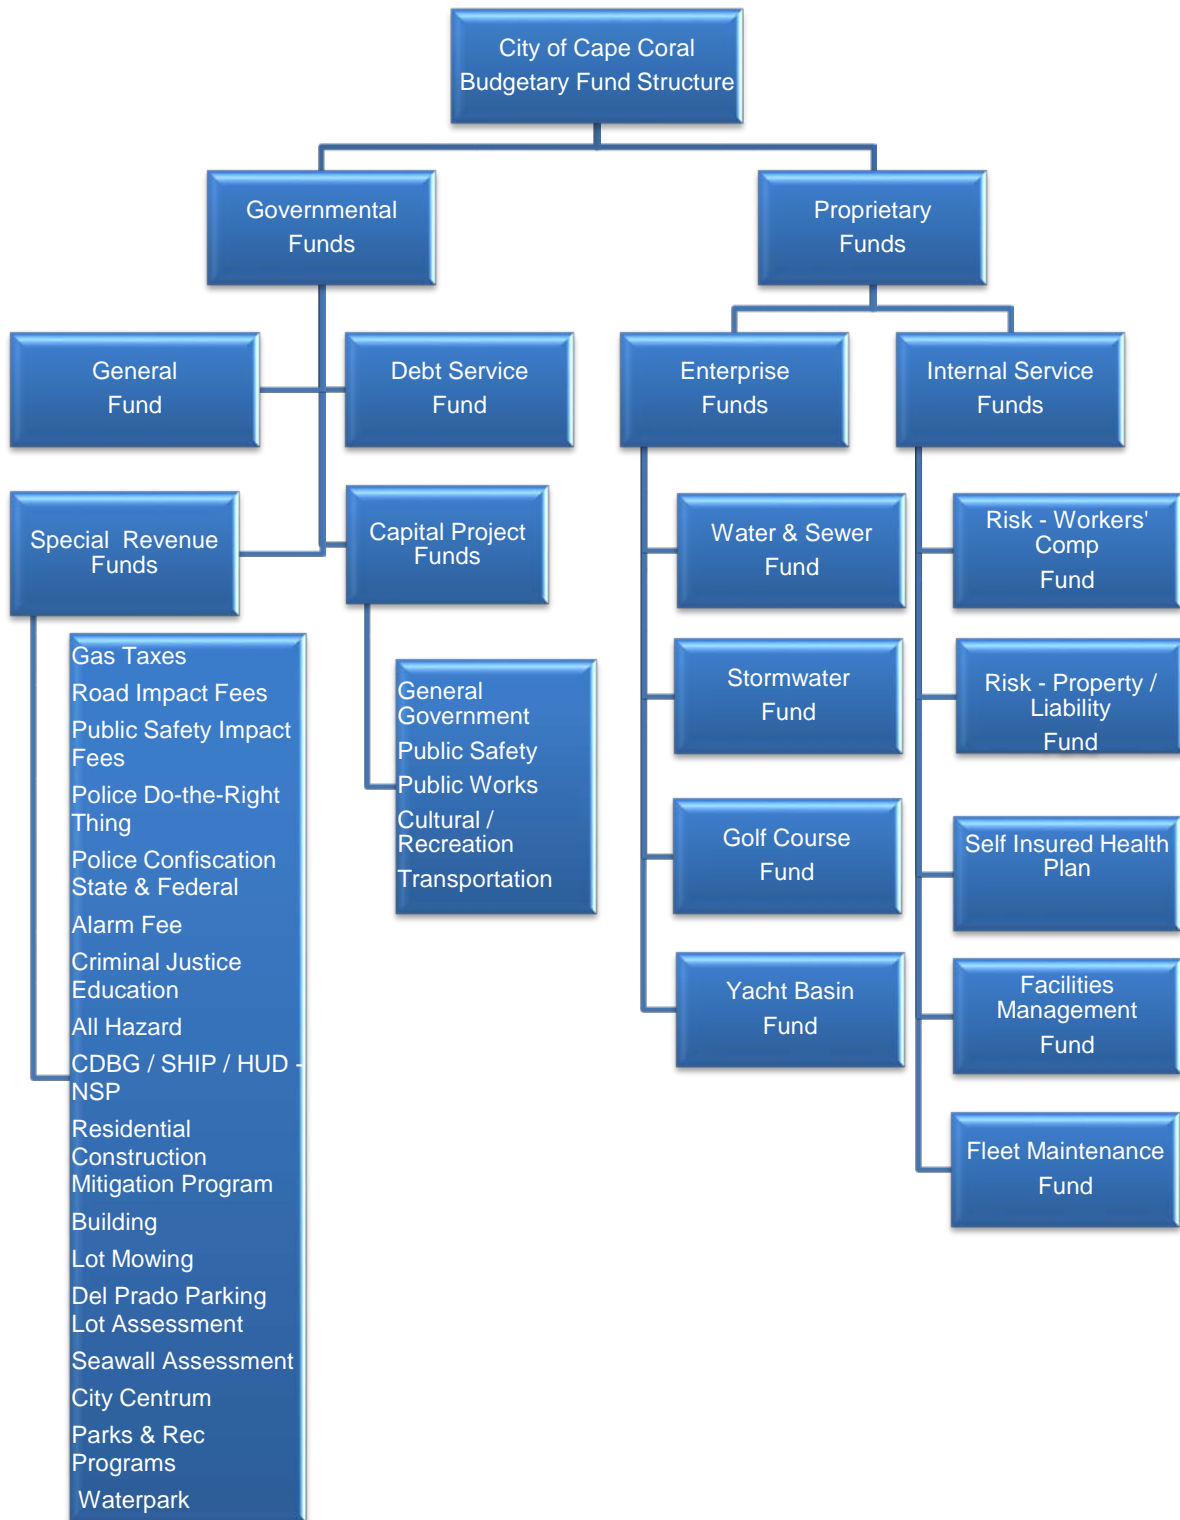 City of Cape Coral
Budgetary Fund Structure
Governmental
Funds
Proprietary
Funds
General
Fund
Debt Service
Fund
Enterprise
Funds
Internal Service
Funds
Special  Revenue
Funds
Capital Project
Funds
Gas Taxes
Road Impact Fees
Public Safety Impact
Fees
Police Do-the-Right
Thing
Police Confiscation
State & Federal
Alarm Fee
Criminal Justice
Education
All Hazard
CDBG / SHIP / HUD -
NSP
Residential
Construction
Mitigation Program
Building
Lot Mowing
Del Prado Parking
Lot Assessment
Seawall Assessment
City Centrum
Parks & Rec
Programs
Waterpark
General
Government
Public Safety
Public Works
Cultural /
Recreation
Transportation
Water & Sewer
Fund
Stormwater
Fund
Golf Course
Fund
Yacht Basin
Fund
Risk - Workers'
Comp
Fund
Risk - Property /
Liability
Fund
Self Insured Health
Plan
Facilities
Management
Fund
Fleet Maintenance
Fund